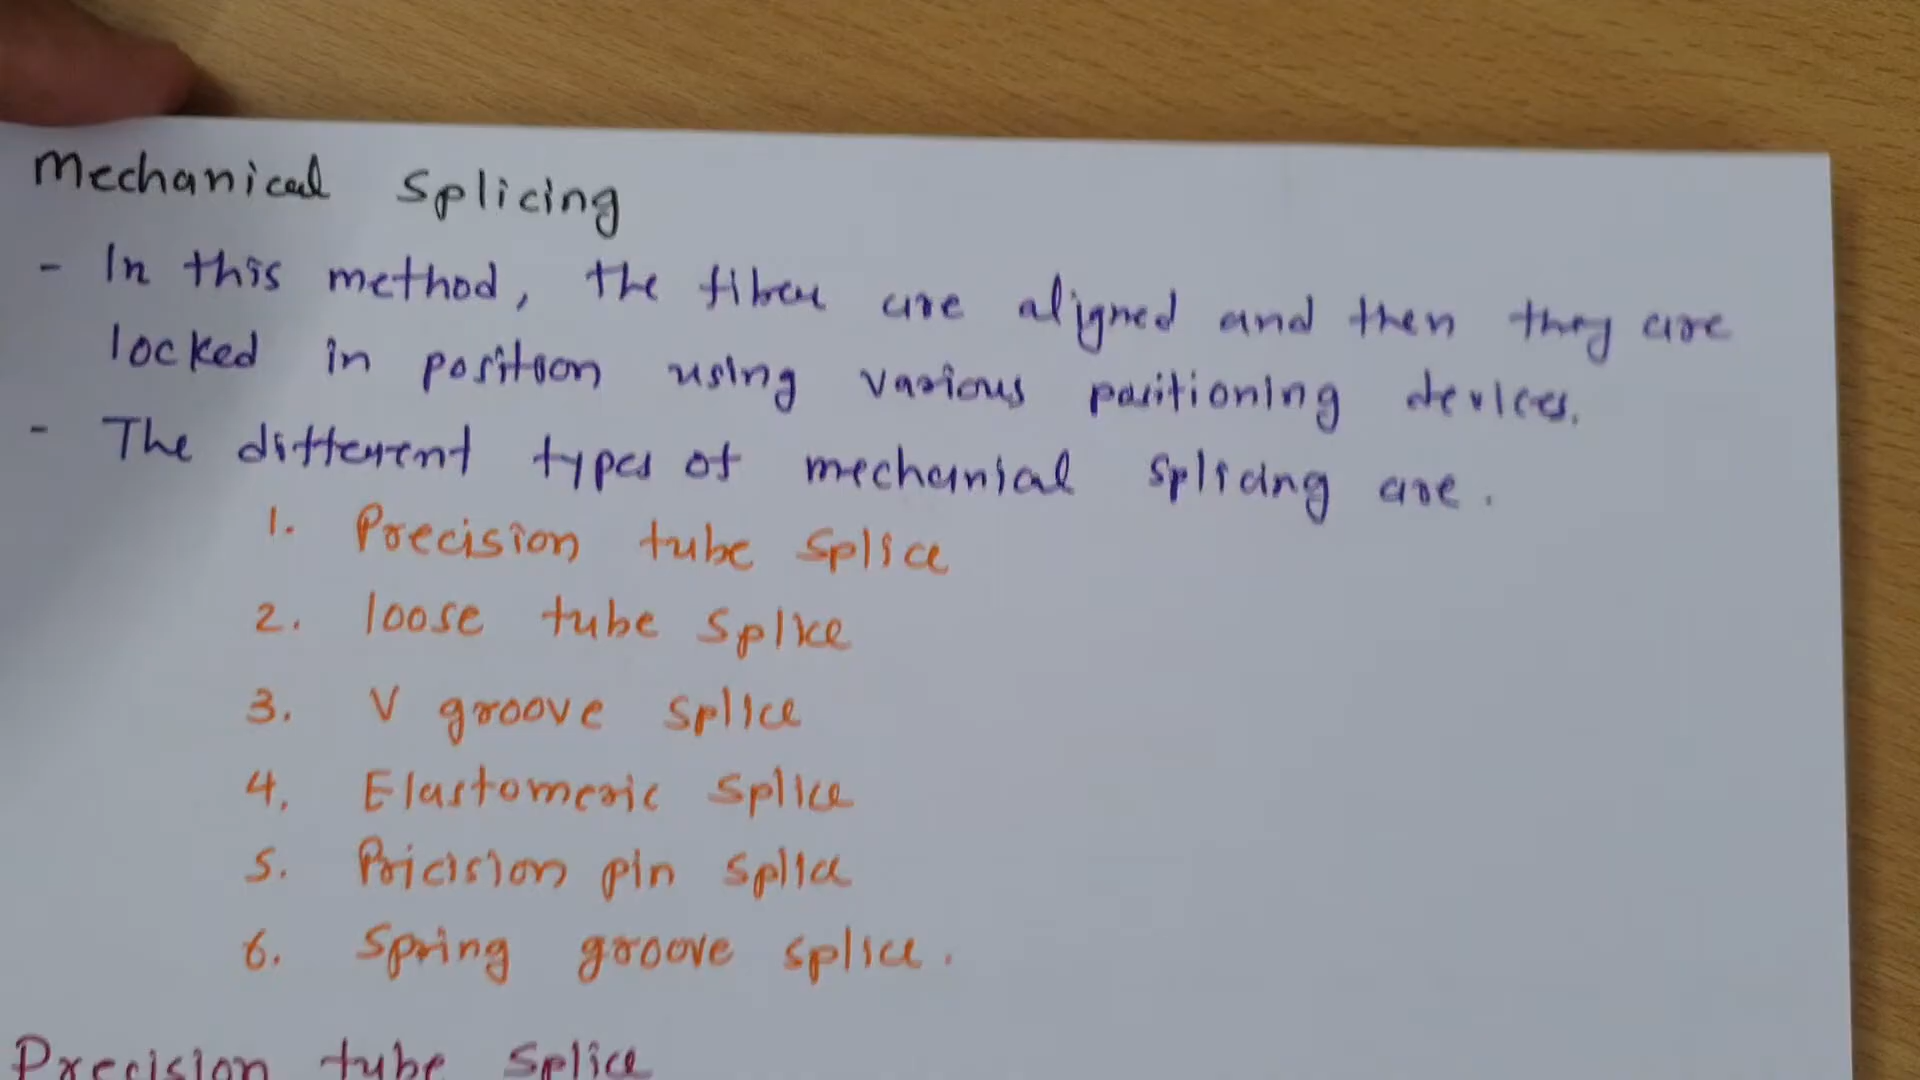 Mechanical Splicing
- In this method, the fiber are aligned and then they are
locked in position using various positioning devices.
- The different types of mechanical splicing are.
1. Precision tube splice
2. loose tube splice
3. V groove splice
4. Elastomeric splice
5. Pricision pin splice
6. Spring groove splice.
Precision tube splice